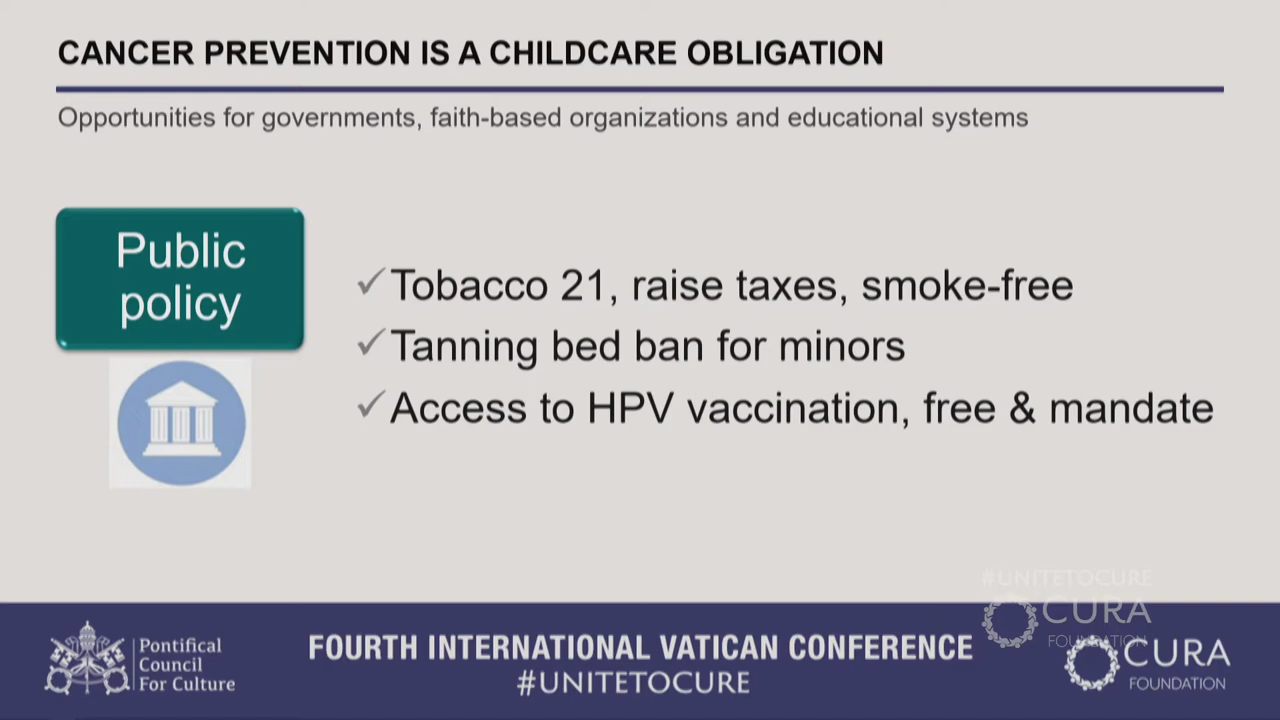 CANCER PREVENTION IS A CHILDCARE OBLIGATION
Opportunities for governments, faith-based organizations and educational systems
Public
policy
✓Tobacco 21, raise taxes, smoke-free
✓Tanning bed ban for minors
✓Access to HPV vaccination, free & mandate
#UNITETOCURE
CURA
FOUNDATION
Pontifical
Council
For Culture
FOURTH INTERNATIONAL VATICAN CONFERENCE
#UNITETOCURE
CURA
FOUNDATION